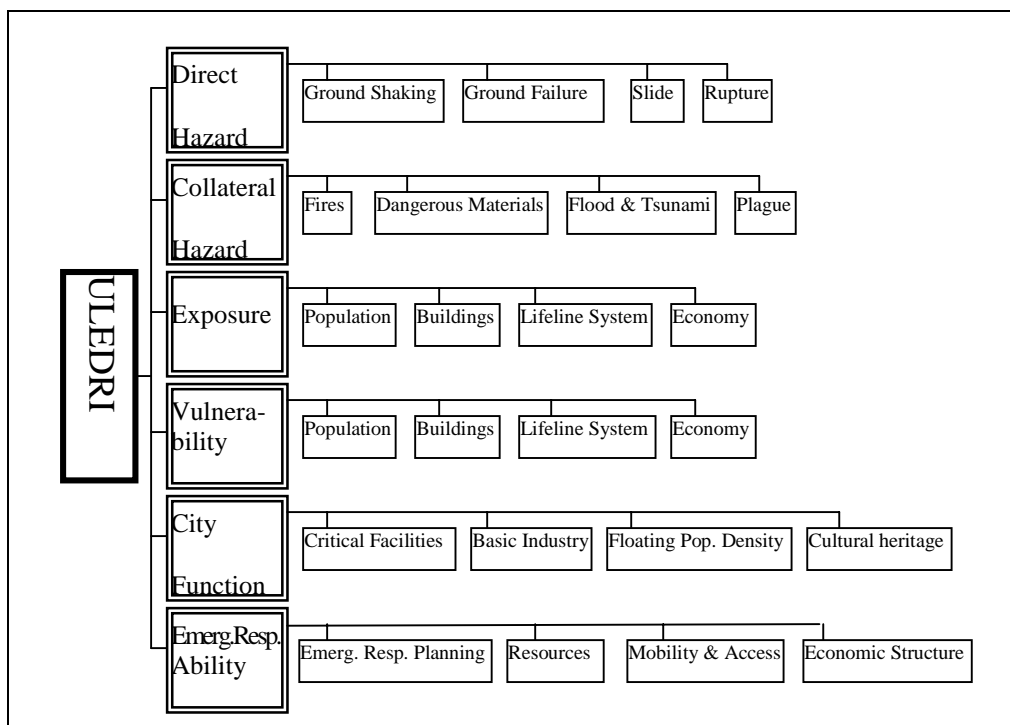 ULEDRI
Direct
Hazard
Ground Shaking
Ground Failure
Slide
Rupture
Collateral
Hazard
Fires
Dangerous Materials
Flood & Tsunami
Plague
Exposure
Population
Buildings
Lifeline System
Economy
Vulnera-
bility
Population
Buildings
Lifeline System
Economy
City
Function
Critical Facilities
Basic Industry
Floating Pop. Density
Cultural heritage
Emerg.Resp.
Ability
Emerg. Resp. Planning
Resources
Mobility & Access
Economic Structure